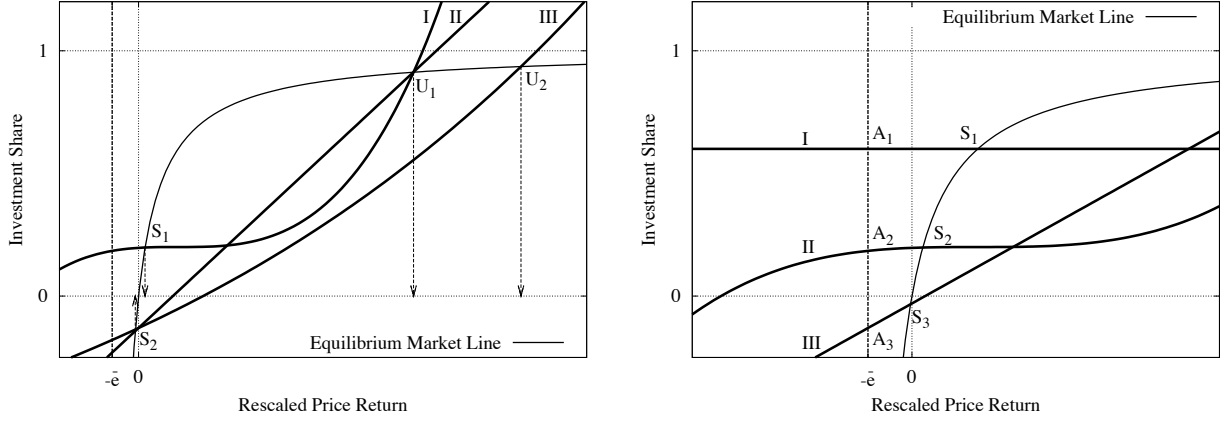 I II III
1
U1
U2
S1
0
S2
Equilibrium Market Line
-ē 0
Investment Share
Rescaled Price Return
Equilibrium Market Line
1
I A1 S1
II A2 S2
0
S3
III A3
-ē 0
Investment Share
Rescaled Price Return